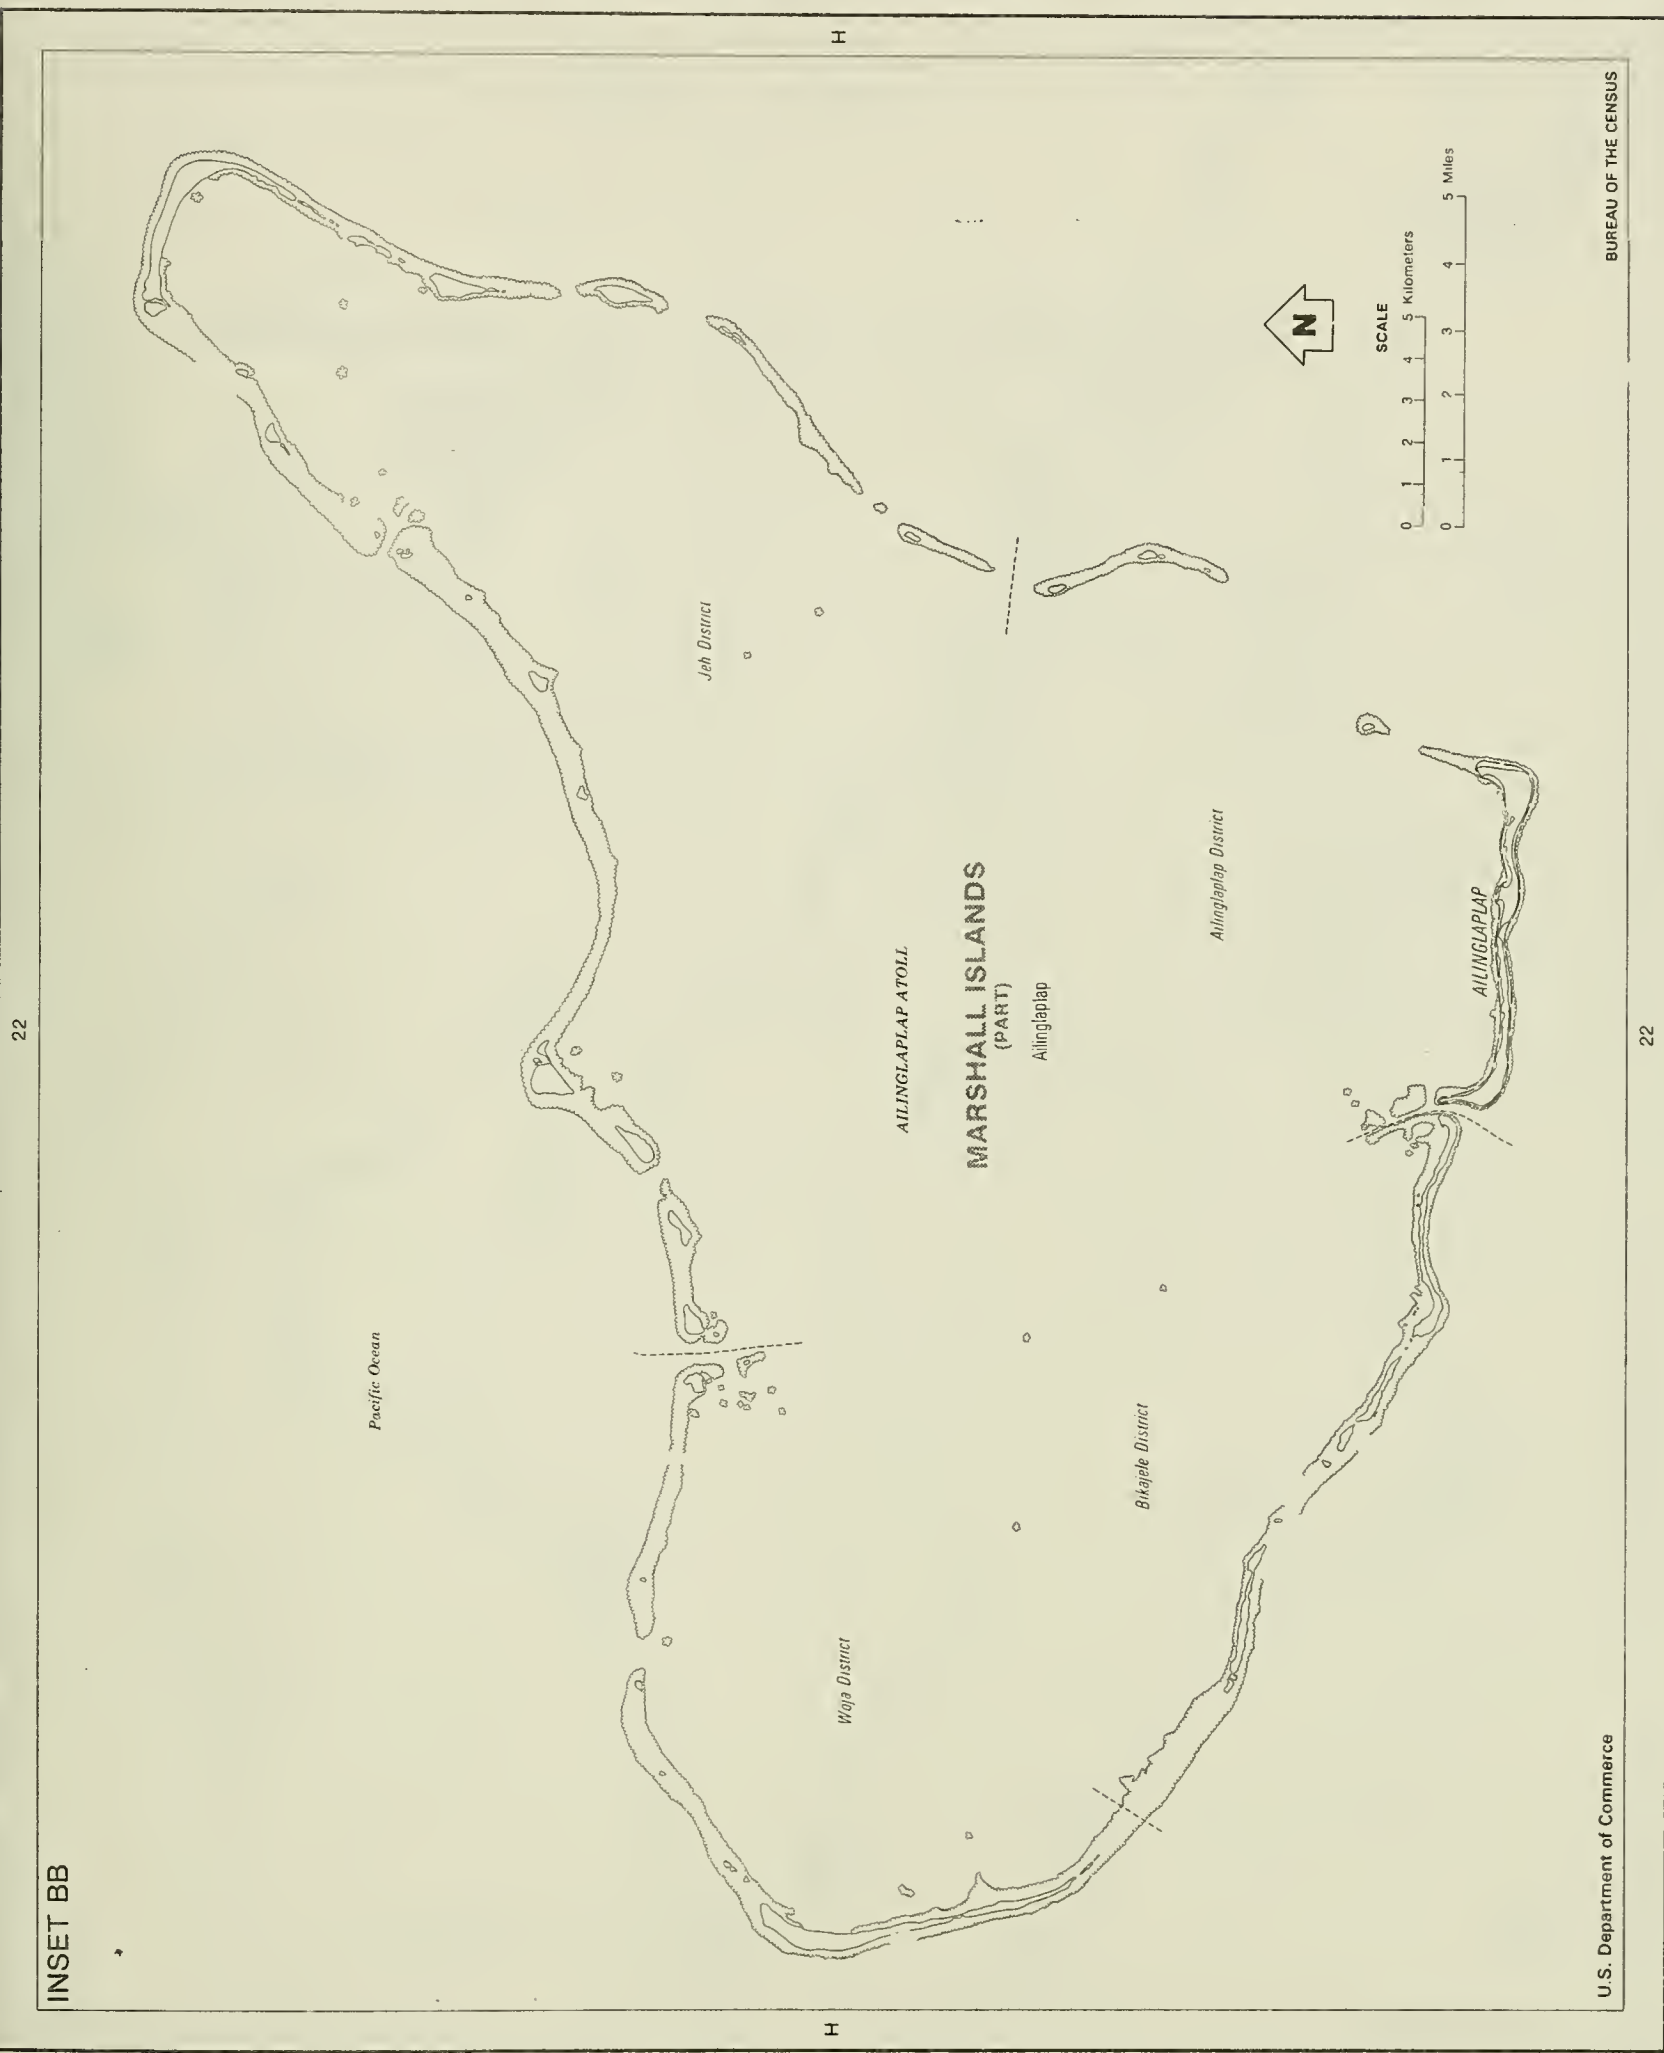 22
H
INSET BB
Pacific Ocean
Jeh District
AILINGLAPLAP ATOLL
MARSHALL ISLANDS
(PART)
Ailinglaplap
Woja District
Bikajele District
Ailinglaplap District
AILINGLAPLAP
N
SCALE
0 1 2 3 4 5 Kilometers
0 1 2 3 4 5 Miles
U.S. Department of Commerce
BUREAU OF THE CENSUS
H
22